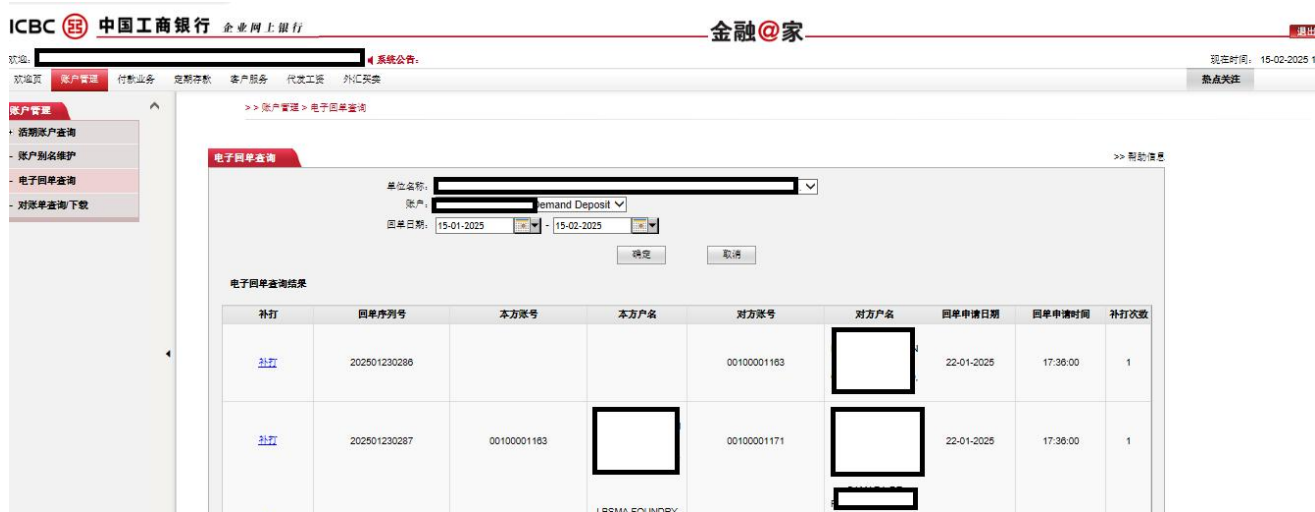 ICBC 中国工商银行 企业网上银行
金融@家
退出
欢迎:
系统公告:
现在时间: 15-02-2025 1
欢迎页 账户管理 付款业务 定期存款 客户服务 代发工资 外汇买卖
热点关注
账户管理
>> 账户管理 > 电子回单查询
+ 活期账户查询
- 账户别名维护
- 电子回单查询
- 对账单查询/下载
电子回单查询
>> 帮助信息
单位名称:
账户: Demand Deposit
回单日期: 15-01-2025 - 15-02-2025
确定 取消
电子回单查询结果
补打 回单序列号 本方账号 本方户名 对方账号 对方户名 回单申请日期 回单申请时间 补打次数
补打 202501230286 00100001163 22-01-2025 17:36:00 1
补打 202501230287 00100001163 00100001171 22-01-2025 17:36:00 1
FOUNDRY